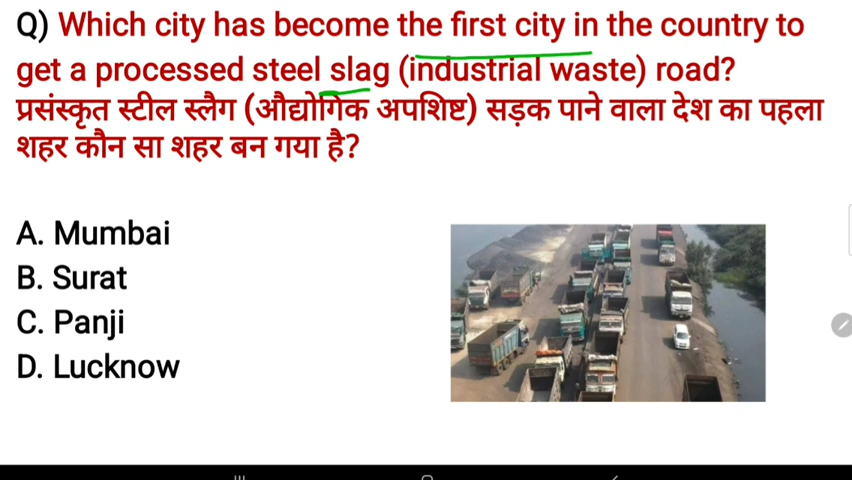 Q) Which city has become the first city in the country to
get a processed steel slag (industrial waste) road?
प्रसंस्कृत स्टील स्लैग (औद्योगिक अपशिष्ट) सड़क पाने वाला देश का पहला
शहर कौन सा शहर बन गया है?
A. Mumbai
B. Surat
C. Panji
D. Lucknow